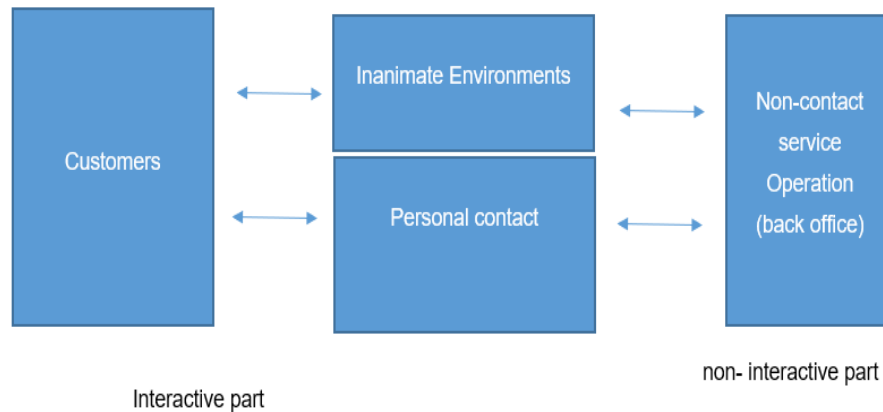 Customers
Inanimate Environments
Personal contact
Non-contact
service
Operation
(back office)
Interactive part
non- interactive part